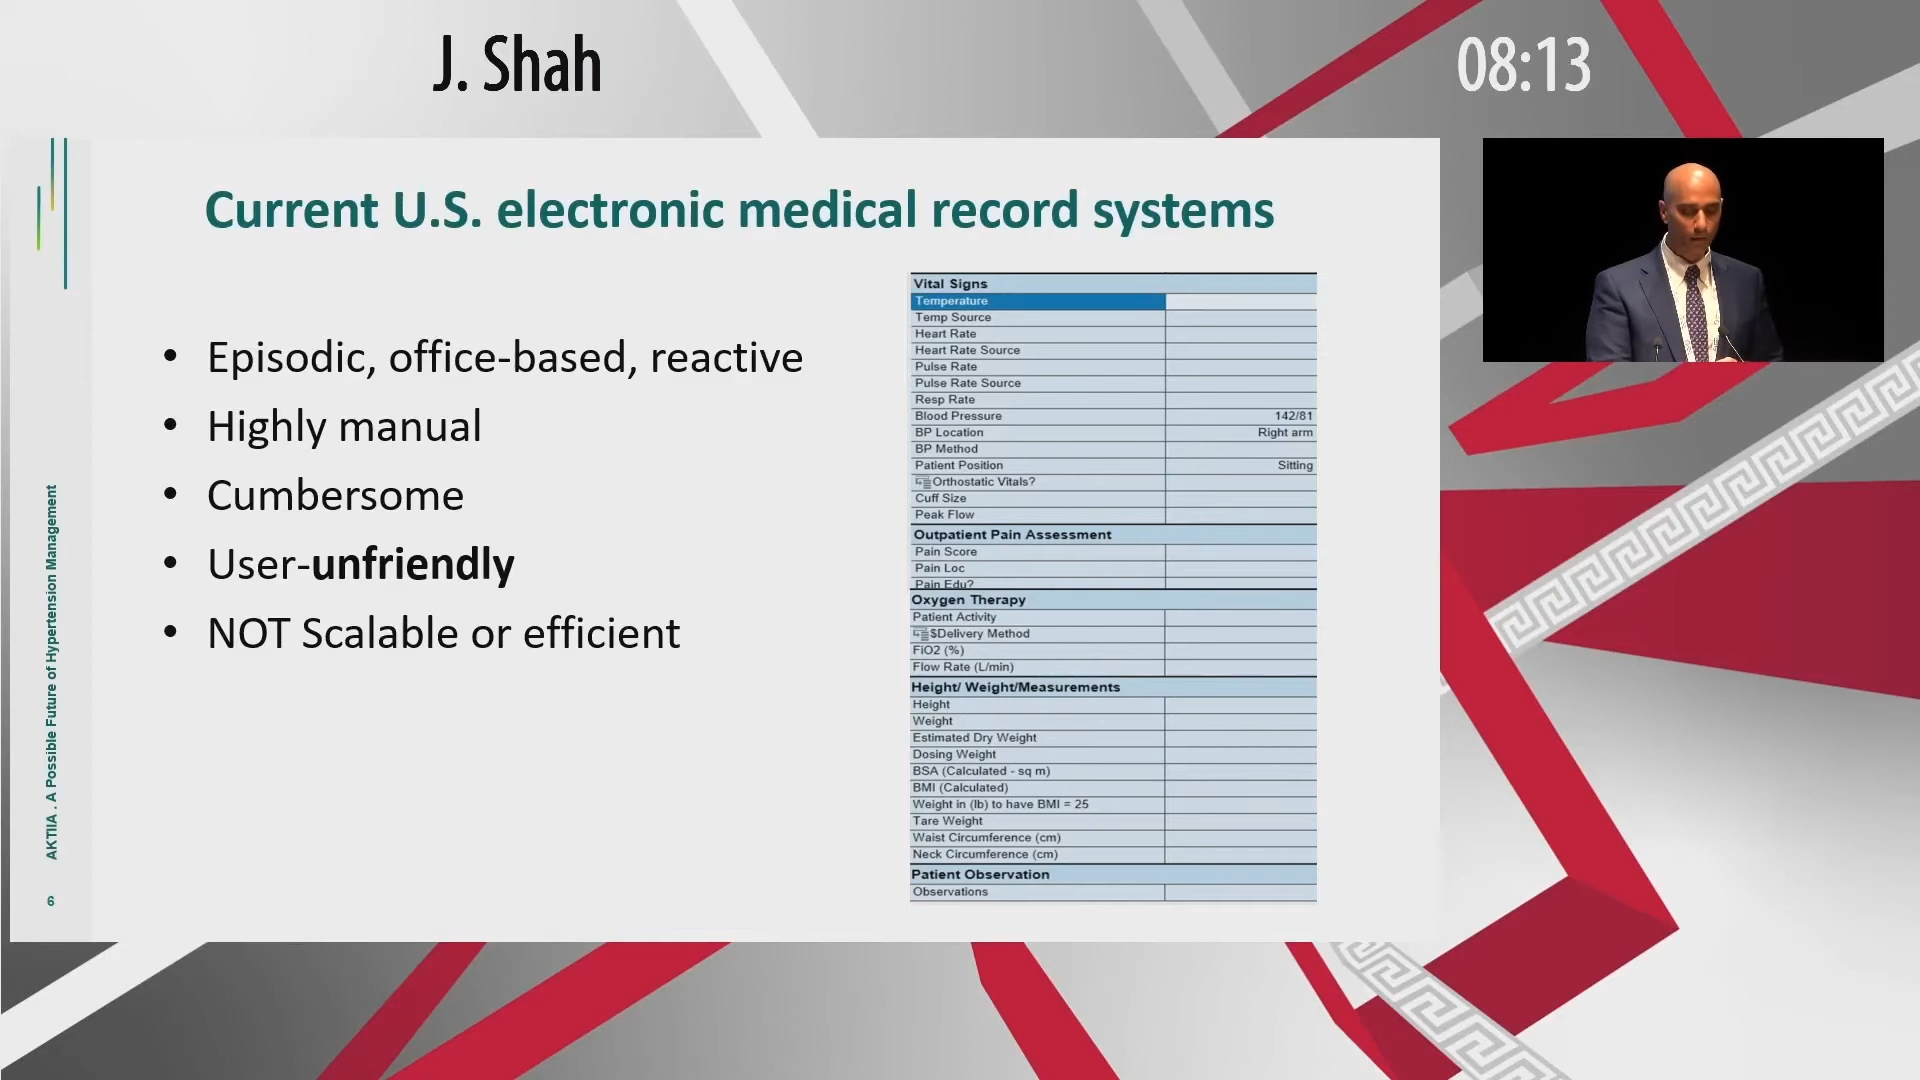 J. Shah
08:13
Current U.S. electronic medical record systems
• Episodic, office-based, reactive
• Highly manual
• Cumbersome
• User-unfriendly
• NOT Scalable or efficient
Vital Signs
Temperature
Temp Source
Heart Rate
Heart Rate Source
Pulse Rate
Pulse Rate Source
Resp Rate
Blood Pressure 142/81
BP Location Right arm
BP Method
Patient Position Sitting
Orthostatic Vitals?
Cuff Size
Peak Flow
Outpatient Pain Assessment
Pain Score
Pain Loc
Pain Edu?
Oxygen Therapy
Patient Activity
$Delivery Method
FiO2 (%)
Flow Rate (L/min)
Height/ Weight/Measurements
Height
Weight
Estimated Dry Weight
Dosing Weight
BSA (Calculated - sq m)
BMI (Calculated)
Weight in (lb) to have BMI = 25
Tare Weight
Waist Circumference (cm)
Neck Circumference (cm)
Patient Observation
Observations
AKTIIA . A Possible Future of Hypertension Management
6